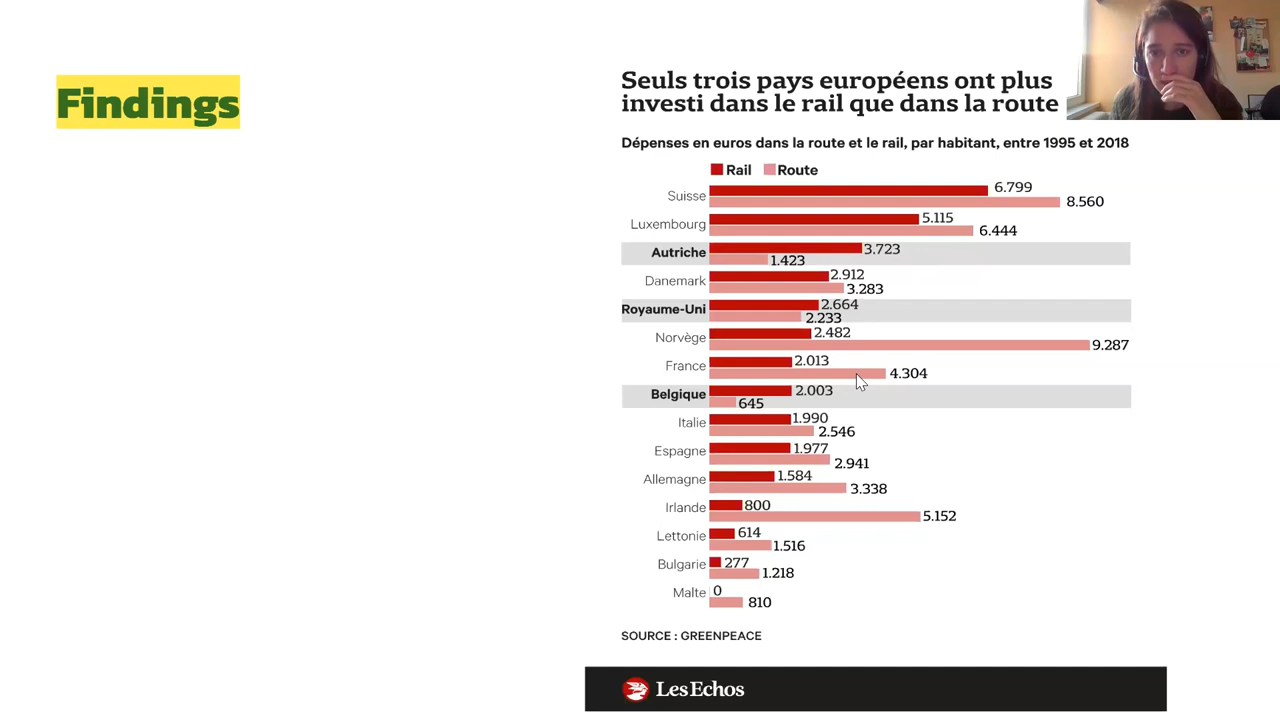 Findings
Seuls trois pays européens ont plus
investi dans le rail que dans la route
Dépenses en euros dans la route et le rail, par habitant, entre 1995 et 2018
Rail Route
Suisse 6.799
8.560
Luxembourg 5.115
6.444
Autriche 3.723
1.423
Danemark 2.912
3.283
Royaume-Uni 2.664
2.233
Norvège 2.482
9.287
France 2.013
4.304
Belgique 2.003
645
Italie 1.990
2.546
Espagne 1.977
2.941
Allemagne 1.584
3.338
Irlande 800
5.152
Lettonie 614
1.516
Bulgarie 277
1.218
Malte 0
810
SOURCE : GREENPEACE
Les Echos